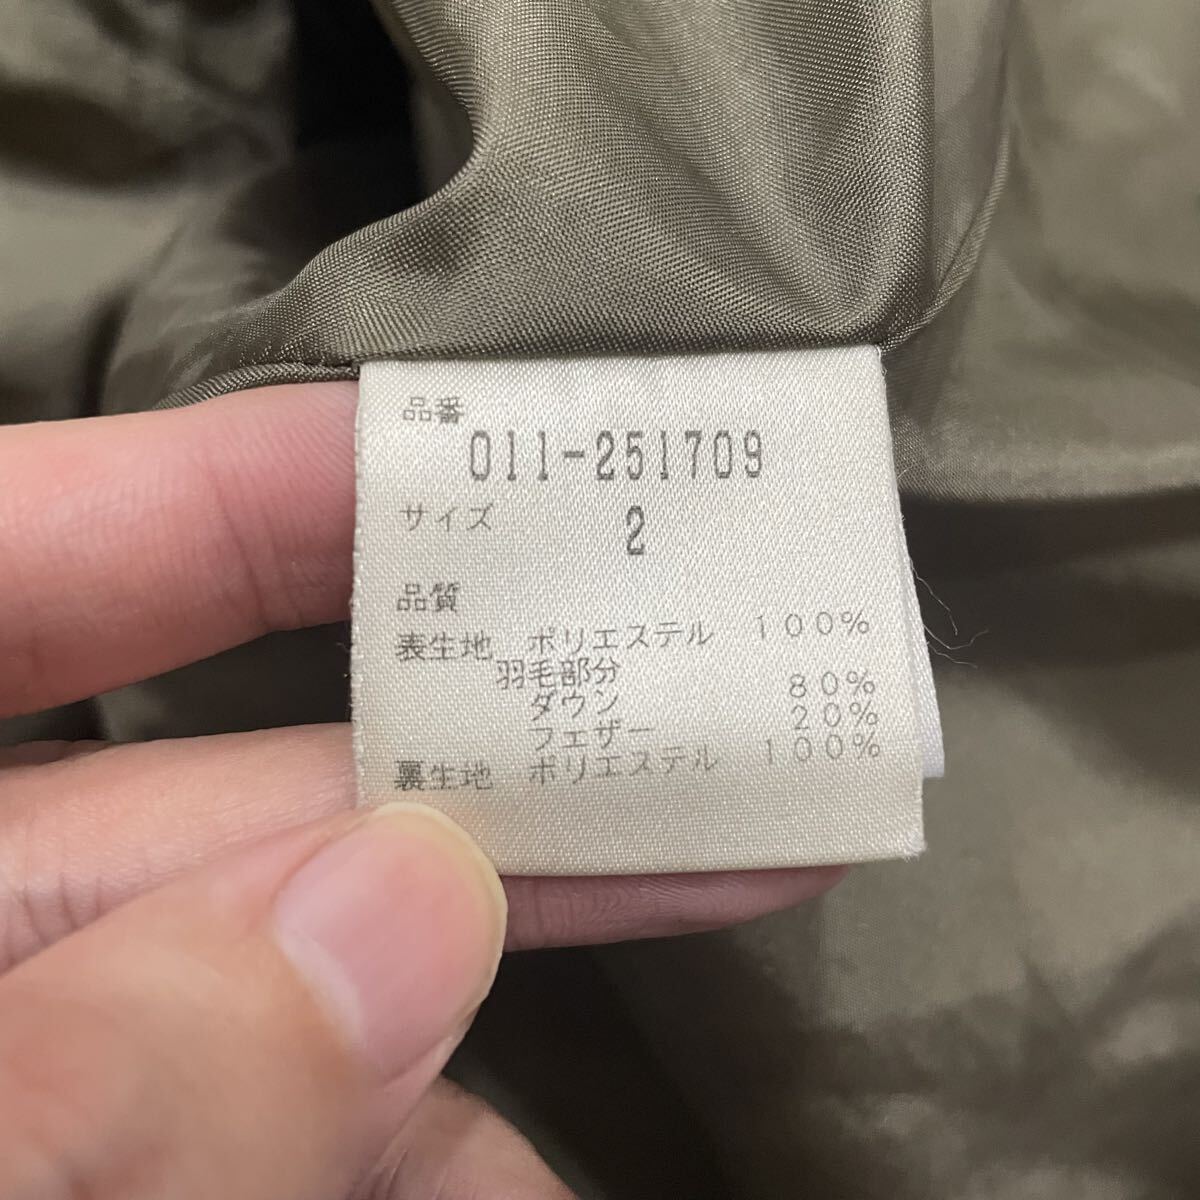 品番
011-251709
サイズ 2
品質
表生地 ポリエステル 100%
羽毛部分
ダウン 80%
フェザー 20%
裏生地 ポリエステル 100%